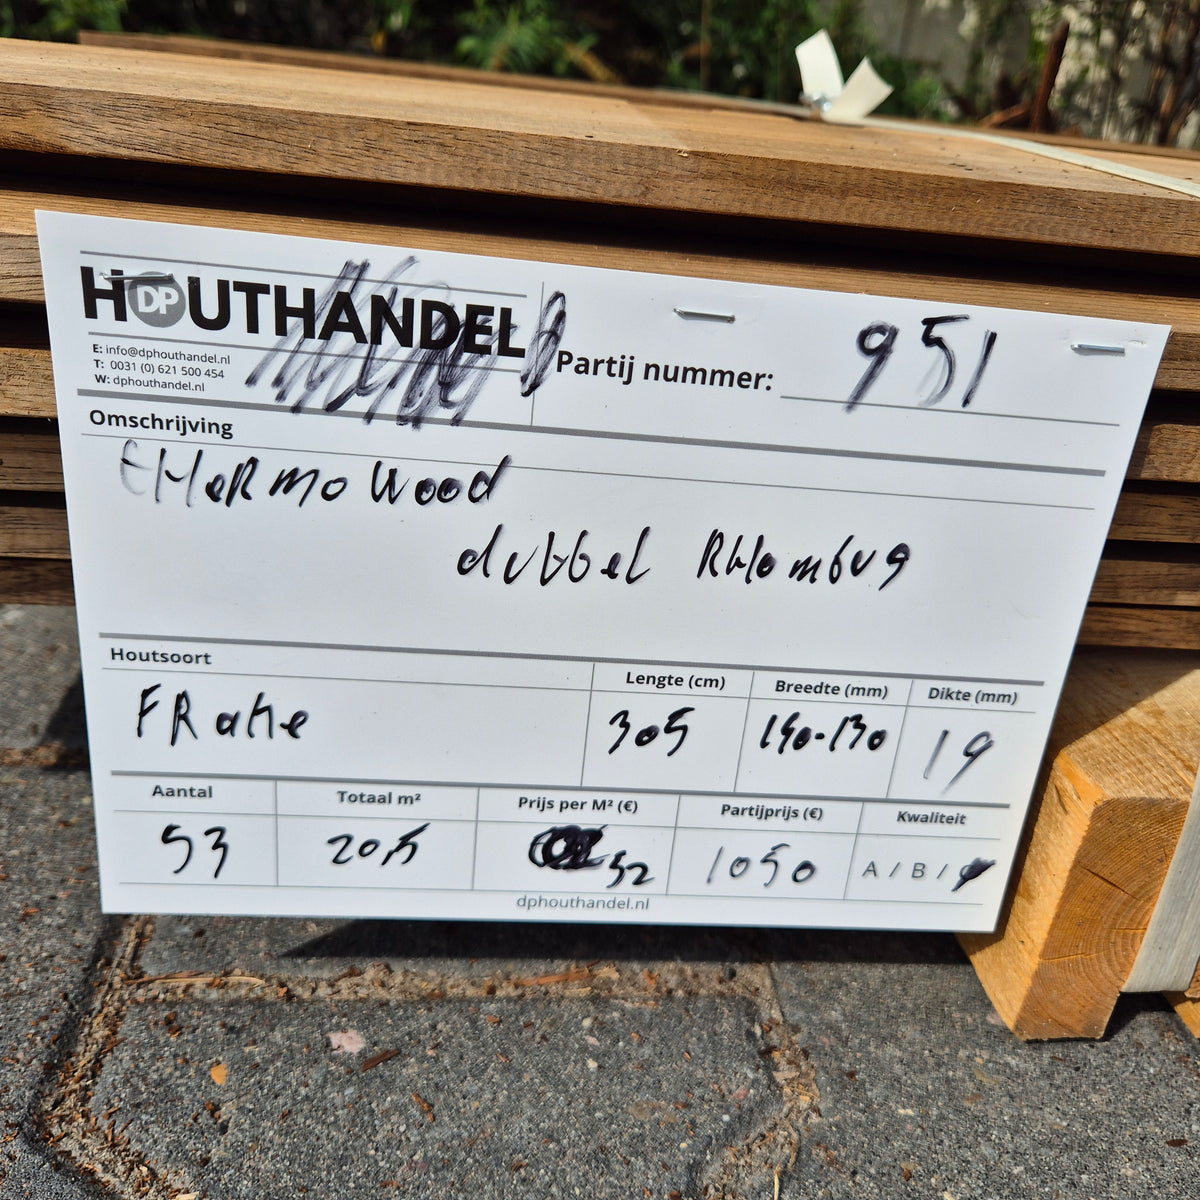 HOUTHANDEL
DP
E: info@dphouthandel.nl
T: 0031 (0) 621 500 454
W: dphouthandel.nl
Partij nummer: 951
Omschrijving
tHeRmo Wood
dubbel RHombus
Houtsoort
Lengte (cm) Breedte (mm) Dikte (mm)
FRake 305 140-130 19
Aantal Totaal m² Prijs per M² (€) Partijprijs (€) Kwaliteit
53 20,5 52 1050 A / B /
dphouthandel.nl